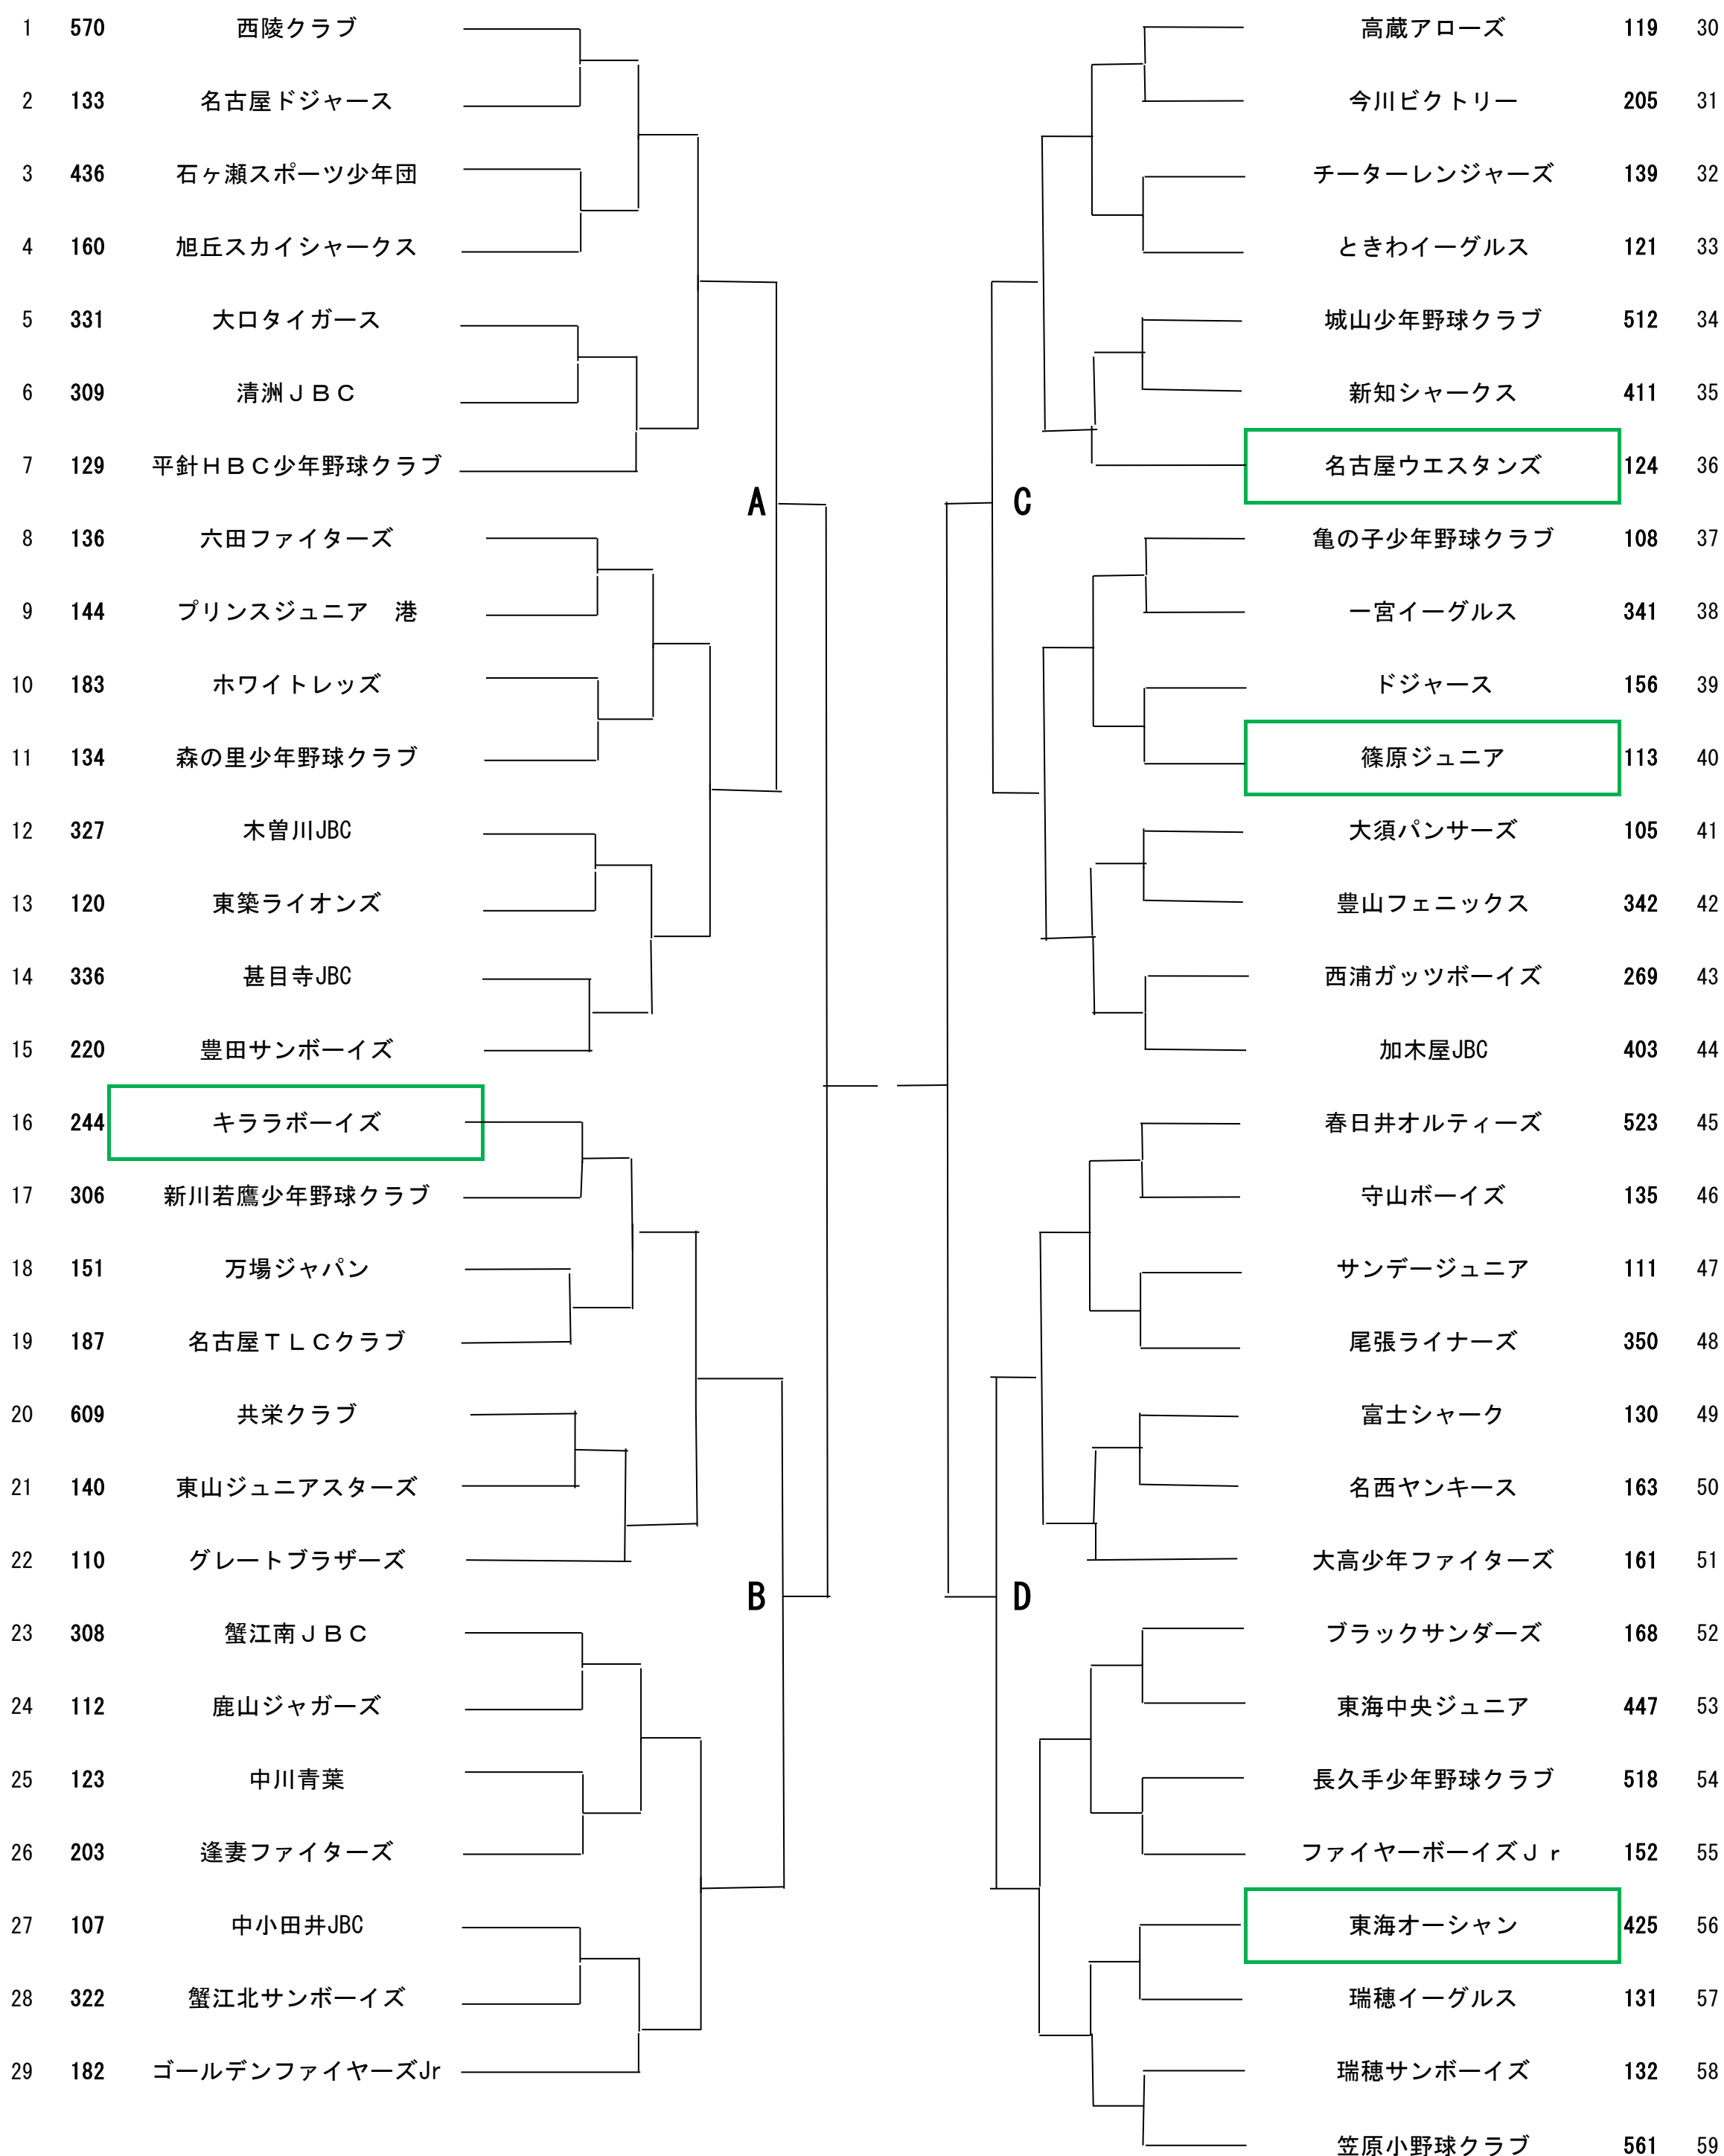 1 570 西陵クラブ
2 133 名古屋ドジャース
3 436 石ヶ瀬スポーツ少年団
4 160 旭丘スカイシャークス
5 331 大口タイガース
6 309 清洲ＪＢＣ
7 129 平針ＨＢＣ少年野球クラブ
A
8 136 六田ファイターズ
9 144 プリンスジュニア　港
10 183 ホワイトレッズ
11 134 森の里少年野球クラブ
12 327 木曽川JBC
13 120 東築ライオンズ
14 336 甚目寺JBC
15 220 豊田サンボーイズ
16 244 キララボーイズ
17 306 新川若鷹少年野球クラブ
18 151 万場ジャパン
19 187 名古屋ＴＬＣクラブ
20 609 共栄クラブ
21 140 東山ジュニアスターズ
22 110 グレートブラザーズ
B
23 308 蟹江南ＪＢＣ
24 112 鹿山ジャガーズ
25 123 中川青葉
26 203 逢妻ファイターズ
27 107 中小田井JBC
28 322 蟹江北サンボーイズ
29 182 ゴールデンファイヤーズJr
高蔵アローズ 119 30
今川ビクトリー 205 31
チーターレンジャーズ 139 32
ときわイーグルス 121 33
城山少年野球クラブ 512 34
新知シャークス 411 35
名古屋ウエスタンズ 124 36
C
亀の子少年野球クラブ 108 37
一宮イーグルス 341 38
ドジャース 156 39
篠原ジュニア 113 40
大須パンサーズ 105 41
豊山フェニックス 342 42
西浦ガッツボーイズ 269 43
加木屋JBC 403 44
春日井オルティーズ 523 45
守山ボーイズ 135 46
サンデージュニア 111 47
尾張ライナーズ 350 48
富士シャーク 130 49
名西ヤンキース 163 50
大高少年ファイターズ 161 51
D
ブラックサンダーズ 168 52
東海中央ジュニア 447 53
長久手少年野球クラブ 518 54
ファイヤーボーイズＪｒ 152 55
東海オーシャン 425 56
瑞穂イーグルス 131 57
瑞穂サンボーイズ 132 58
笠原小野球クラブ 561 59